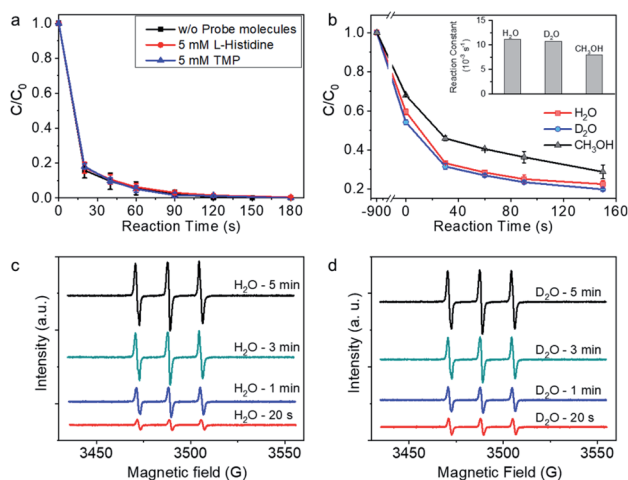 a
w/o Probe molecules
5 mM L-Histidine
5 mM TMP
C/C₀
1.0
0.8
0.6
0.4
0.2
0.0
0 30 60 90 120 150 180
Reaction Time (s)
b
C/C₀
1.0
0.8
0.6
0.4
0.2
-900 0 40 80 120 160
Reaction Time (s)
Reaction Constant
(10⁻³ s⁻¹)
15
10
5
0
H₂O
D₂O
CH₃OH
H₂O
D₂O
CH₃OH
c
Intensity (a.u.)
H₂O - 5 min
H₂O - 3 min
H₂O - 1 min
H₂O - 20 s
3450 3500 3550
Magnetic field (G)
d
Intensity (a. u.)
D₂O - 5 min
D₂O - 3 min
D₂O - 1 min
D₂O - 20 s
3450 3500 3550
Magnetic Field (G)